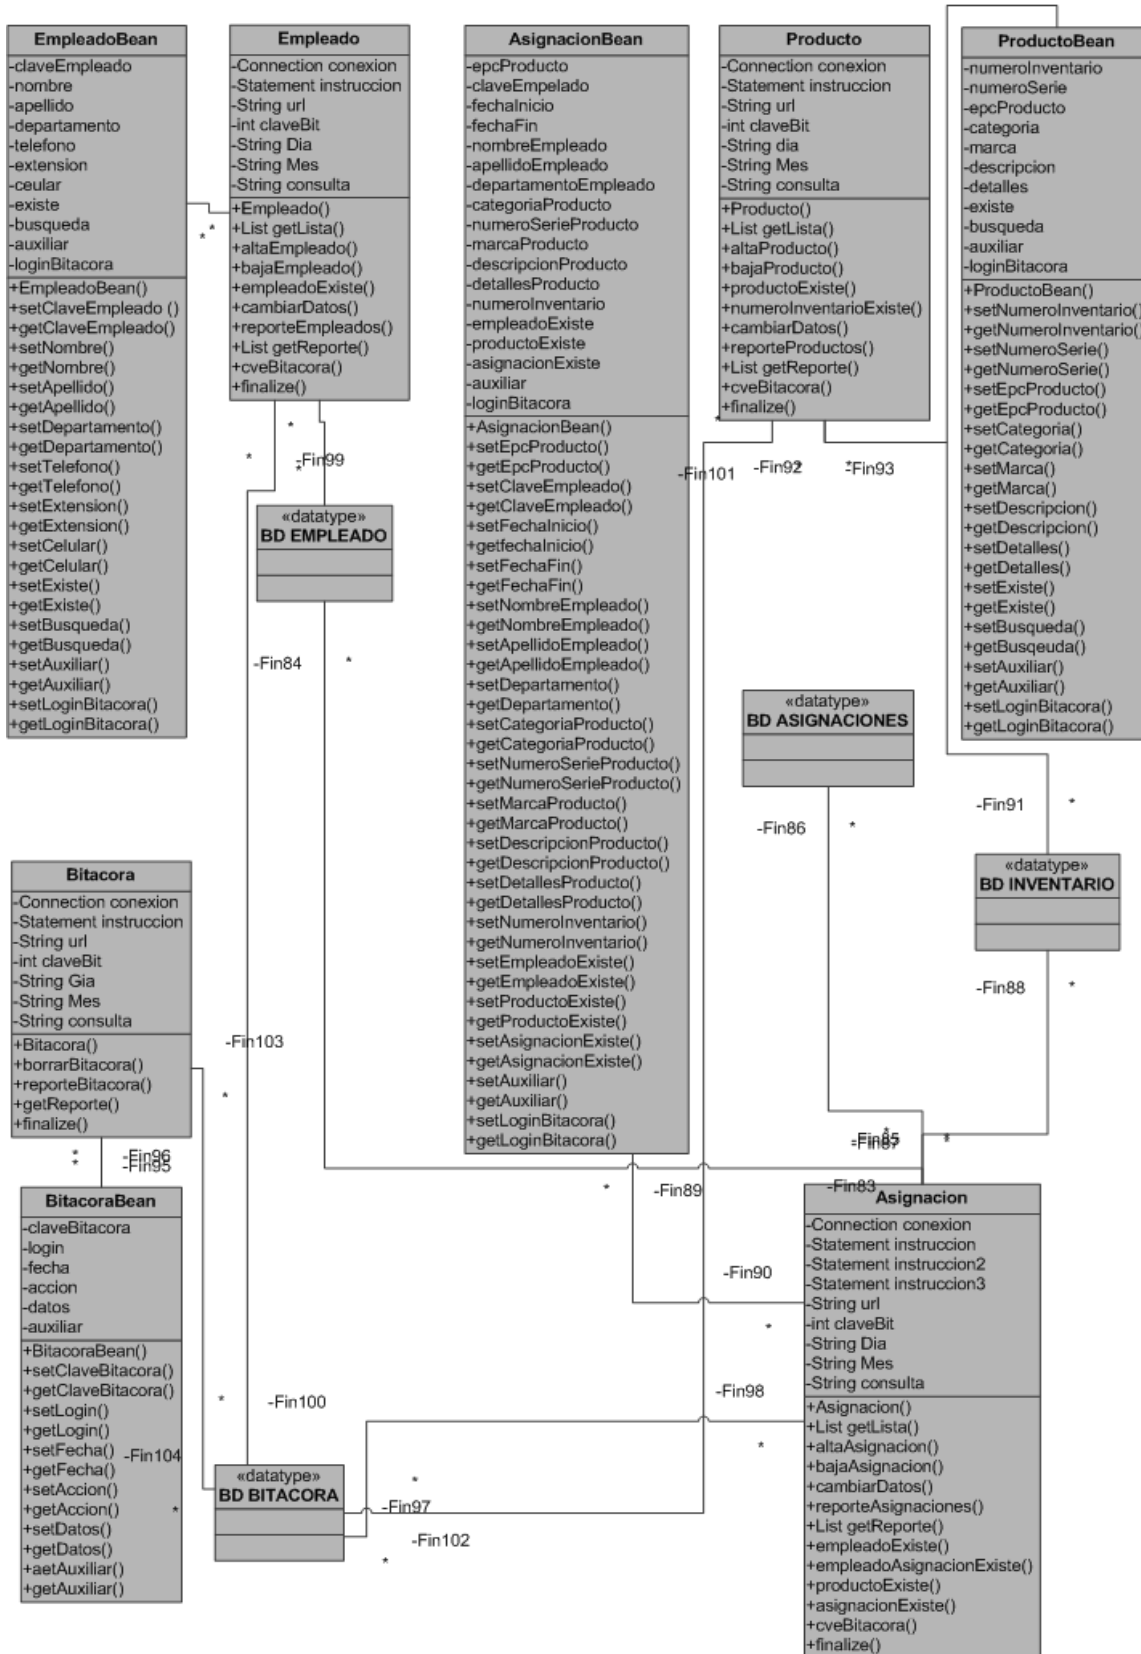 EmpleadoBean
-claveEmpleado
-nombre
-apellido
-departamento
-telefono
-extension
-ceular
-existe
-busqueda
-auxiliar
-loginBitacora
+EmpleadoBean()
+setClaveEmpleado ()
+getClaveEmpleado()
+setNombre()
+getNombre()
+setApellido()
+getApellido()
+setDepartamento()
+getDepartamento()
+setTelefono()
+getTelefono()
+setExtension()
+getExtension()
+setCelular()
+getCelular()
+setExiste()
+getExiste()
+setBusqueda()
+getBusqueda()
+setAuxiliar()
+getAuxiliar()
+setLoginBitacora()
+getLoginBitacora()
* *
Empleado
-Connection conexion
-Statement instruccion
-String url
-int claveBit
-String Dia
-String Mes
-String consulta
+Empleado()
+List getLista()
+altaEmpleado()
+bajaEmpleado()
+empleadoExiste()
+cambiarDatos()
+reporteEmpleados()
+List getReporte()
+cveBitacora()
+finalize()
*
*
*
-Fin99
«datatype»
BD EMPLEADO
-Fin84
*
AsignacionBean
-epcProducto
-claveEmpelado
-fechaInicio
-fechaFin
-nombreEmpleado
-apellidoEmpleado
-departamentoEmpleado
-categoriaProducto
-numeroSerieProducto
-marcaProducto
-descripcionProducto
-detallesProducto
-numeroInventario
-empleadoExiste
-productoExiste
-asignacionExiste
-auxiliar
-loginBitacora
+AsignacionBean()
+setEpcProducto()
+getEpcProducto()
+setClaveEmpleado()
+getClaveEmpleado()
+setFechaInicio()
+getfechaInicio()
+setFechaFin()
+getFechaFin()
+setNombreEmpleado()
+getNombreEmpleado()
+setApellidoEmpleado()
+getApellidoEmpleado()
+setDepartamento()
+getDepartamento()
+setCategoriaProducto()
+getCategoriaProducto()
+setNumeroSerieProducto()
+getNumeroSerieProducto()
+setMarcaProducto()
+getMarcaProducto()
+setDescripcionProducto()
+getDescripcionProducto()
+setDetallesProducto()
+getDetallesProducto()
+setNumeroInventario()
+getNumeroInventario()
+setEmpleadoExiste()
+getEmpleadoExiste()
+setProductoExiste()
+getProductoExiste()
+setAsignacionExiste()
+getAsignacionExiste()
+setAuxiliar()
+getAuxiliar()
+setLoginBitacora()
+getLoginBitacora()
Producto
-Connection conexion
-Statement instruccion
-String url
-int claveBit
-String dia
-String Mes
-String consulta
+Producto()
+List getLista()
+altaProducto()
+bajaProducto()
+productoExiste()
+numeroInventarioExiste()
+cambiarDatos()
+reporteProductos()
+List getReporte()
+cveBitacora()
+finalize()
*
-Fin101
-Fin92
*
*
-Fin93
ProductoBean
-numeroInventario
-numeroSerie
-epcProducto
-categoria
-marca
-descripcion
-detalles
-existe
-busqueda
-auxiliar
-loginBitacora
+ProductoBean()
+setNumeroInventario()
+getNumeroInventario()
+setNumeroSerie()
+getNumeroSerie()
+setEpcProducto()
+getEpcProducto()
+setCategoria()
+getCategoria()
+setMarca()
+getMarca()
+setDescripcion()
+getDescripcion()
+setDetalles()
+getDetalles()
+setExiste()
+getExiste()
+setBusqueda()
+getBusqeuda()
+setAuxiliar()
+getAuxiliar()
+setLoginBitacora()
+getLoginBitacora()
«datatype»
BD ASIGNACIONES
-Fin86
*
-Fin91
*
«datatype»
BD INVENTARIO
-Fin88
*
Bitacora
-Connection conexion
-Statement instruccion
-String url
-int claveBit
-String Gia
-String Mes
-String consulta
+Bitacora()
+borrarBitacora()
+reporteBitacora()
+getReporte()
+finalize()
-Fin103
*
*
*
-Fin96
-Fin95
BitacoraBean
-claveBitacora
-login
-fecha
-accion
-datos
-auxiliar
+BitacoraBean()
+setClaveBitacora()
+getClaveBitacora()
+setLogin()
+getLogin()
+setFecha()
+getFecha()
+setAccion()
+getAccion()
+setDatos()
+getDatos()
+aetAuxiliar()
+getAuxiliar()
-Fin104
*
*
-Fin100
«datatype»
BD BITACORA
*
-Fin97
-Fin102
*
*
-Fin89
-Fin90
*
-Fin98
*
-Fin85
-Fin87
*
*
-Fin83
Asignacion
-Connection conexion
-Statement instruccion
-Statement instruccion2
-Statement instruccion3
-String url
-int claveBit
-String Dia
-String Mes
-String consulta
+Asignacion()
+List getLista()
+altaAsignacion()
+bajaAsignacion()
+cambiarDatos()
+reporteAsignaciones()
+List getReporte()
+empleadoExiste()
+empleadoAsignacionExiste()
+productoExiste()
+asignacionExiste()
+cveBitacora()
+finalize()